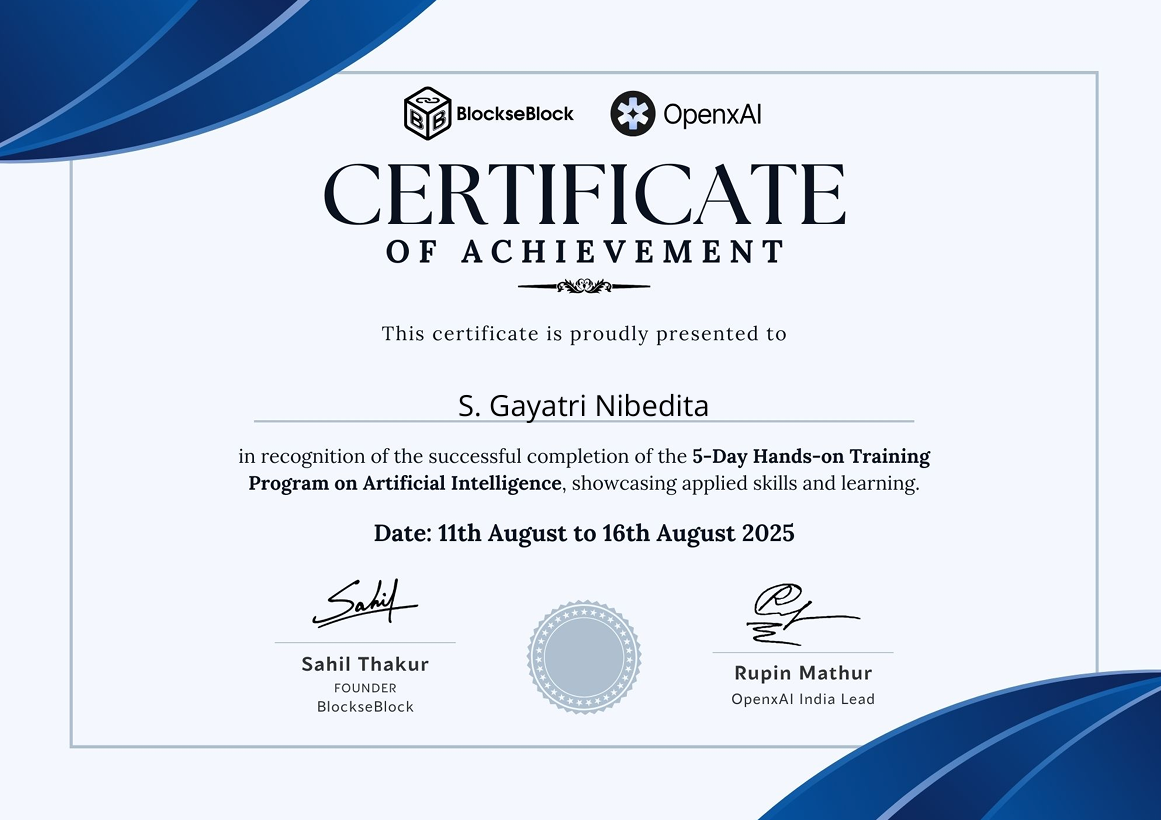 BlockseBlock OpenxAI
CERTIFICATE
OF ACHIEVEMENT
This certificate is proudly presented to
S. Gayatri Nibedita
in recognition of the successful completion of the 5-Day Hands-on Training
Program on Artificial Intelligence, showcasing applied skills and learning.
Date: 11th August to 16th August 2025
Sahil
Sahil Thakur
FOUNDER
BlockseBlock
Rupin Mathur
OpenxAI India Lead